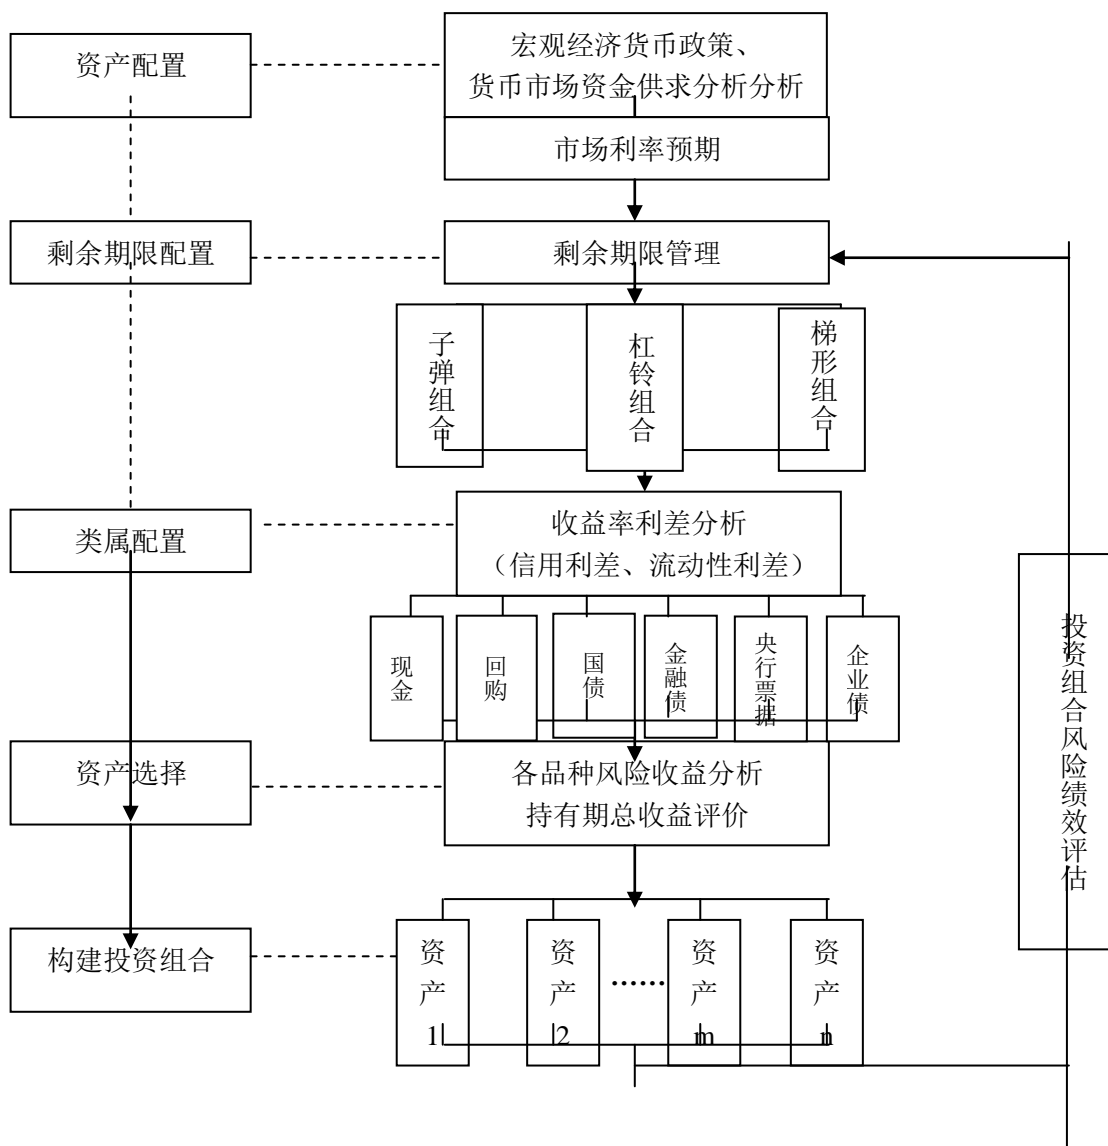 资产配置
宏观经济货币政策、
货币市场资金供求分析分析
市场利率预期
剩余期限配置
剩余期限管理
子弹组合
杠铃组合
梯形组合
类属配置
收益率利差分析
（信用利差、流动性利差）
现金
回购
国债
金融债
央行票据
企业债
投资组合风险绩效评估
资产选择
各品种风险收益分析
持有期总收益评价
构建投资组合
资产1
资产2
……
资产m
资产n